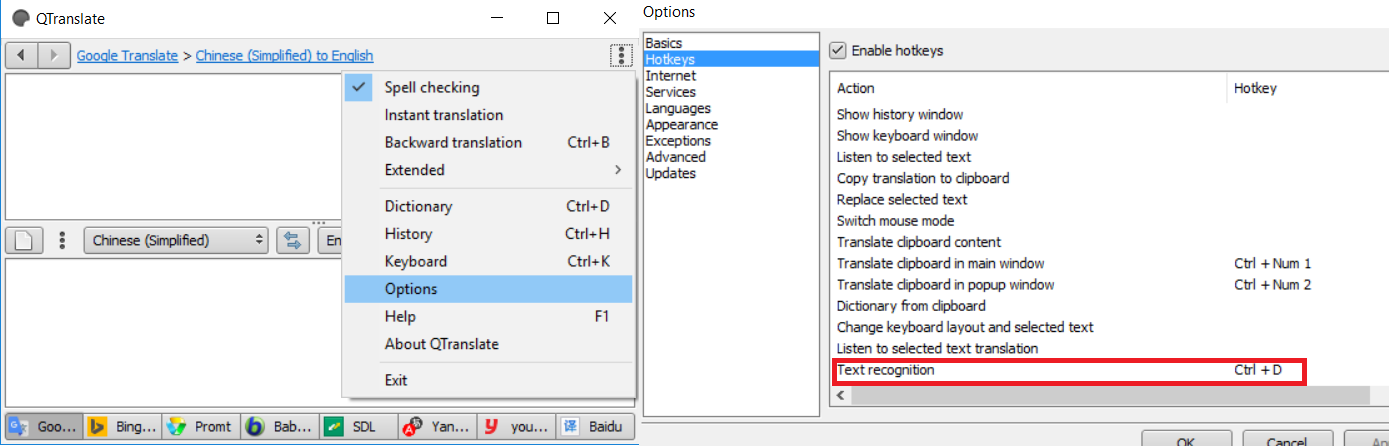 QTranslate
Google Translate > Chinese (Simplified) to English
Spell checking
Instant translation
Backward translation Ctrl+B
Extended
Dictionary Ctrl+D
History Ctrl+H
Keyboard Ctrl+K
Options
Help F1
About QTranslate
Exit
Chinese (Simplified) En
Goo... Bing... Promt Bab... SDL Yan... you... Baidu
Options
Basics
Hotkeys
Internet
Services
Languages
Appearance
Exceptions
Advanced
Updates
Enable hotkeys
Action Hotkey
Show history window
Show keyboard window
Listen to selected text
Copy translation to clipboard
Replace selected text
Switch mouse mode
Translate clipboard content
Translate clipboard in main window Ctrl + Num 1
Translate clipboard in popup window Ctrl + Num 2
Dictionary from clipboard
Change keyboard layout and selected text
Listen to selected text translation
Text recognition Ctrl + D
OK Cancel Ap